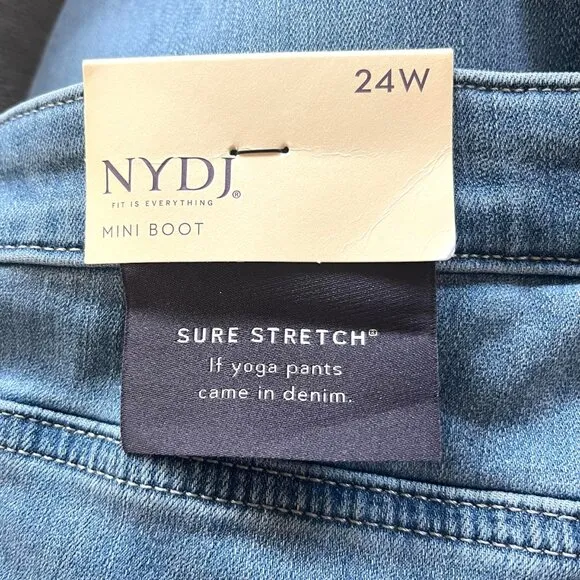 24W
NYDJ®
FIT IS EVERYTHING
MINI BOOT
SURE STRETCH®
If yoga pants
came in denim.